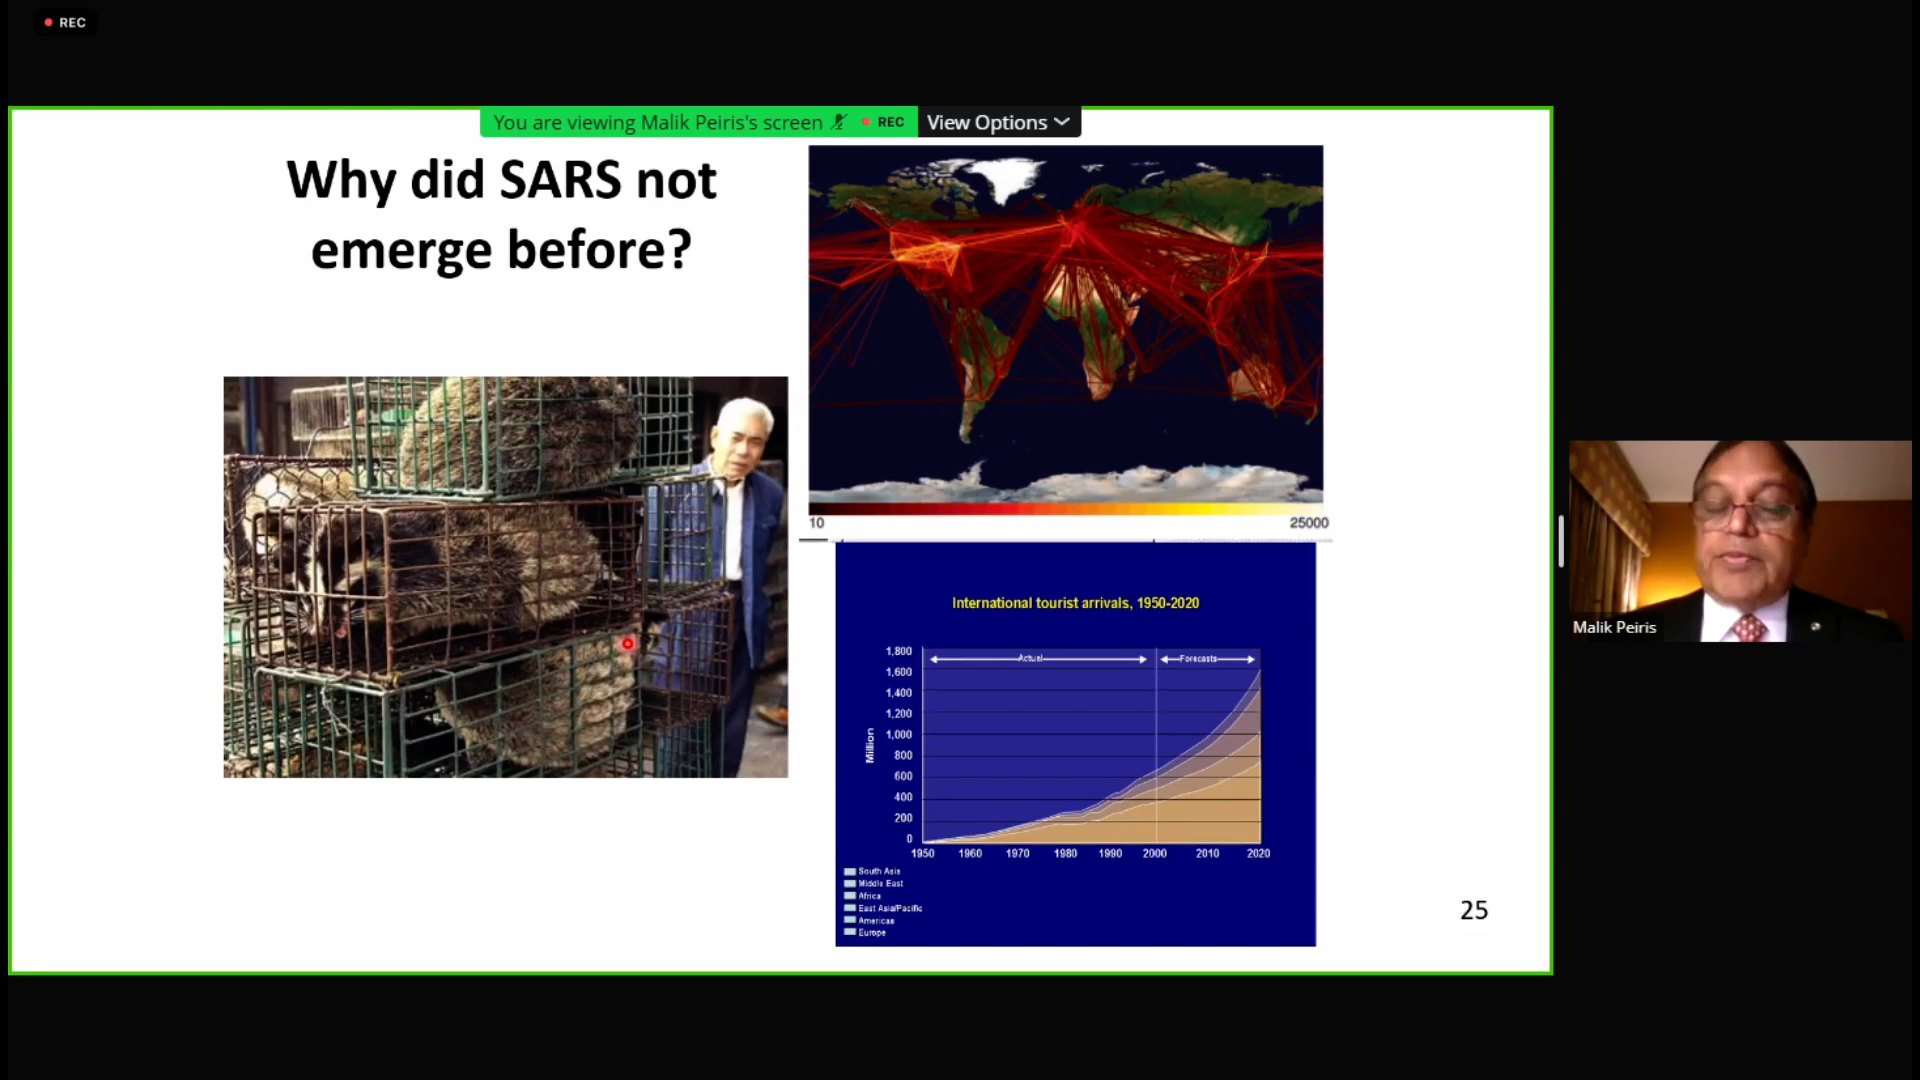 REC
You are viewing Malik Peiris's screen
REC
View Options
Why did SARS not
emerge before?
10
25000
International tourist arrivals, 1950-2020
Actual
Forecasts
Million
1,800
1,600
1,400
1,200
1,000
800
600
400
200
0
1950 1960 1970 1980 1990 2000 2010 2020
South Asia
Middle East
Africa
East Asia/Pacific
Americas
Europe
25
Malik Peiris